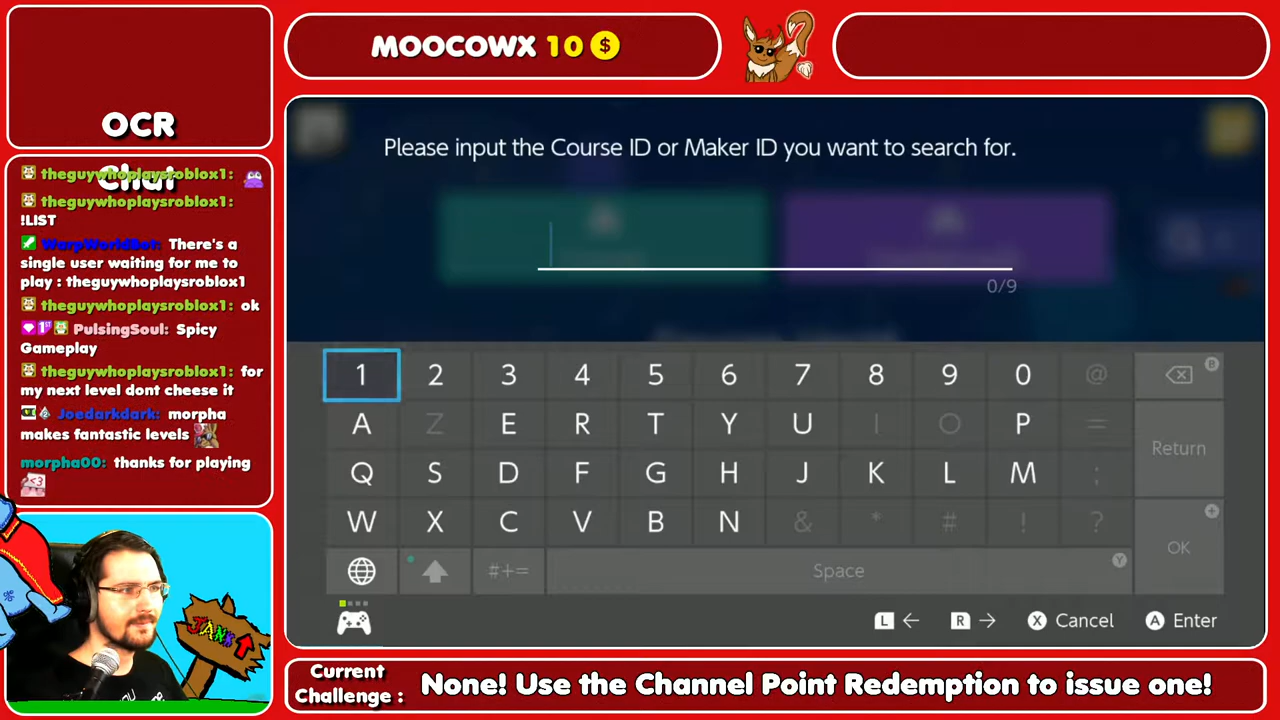 MOOCOWX 10 $
OCR
Chat
theguywhoplaysroblox1:
theguywhoplaysroblox1:
!LIST
WarpWorldBot: There's a
single user waiting for me to
play : theguywhoplaysroblox1
theguywhoplaysroblox1: ok
1st PulsingSoul: Spicy
Gameplay
theguywhoplaysroblox1: for
my next level dont cheese it
Joedarkdark: morpha
makes fantastic levels
morpha00: thanks for playing
<3
Please input the Course ID or Maker ID you want to search for.
0/9
1 2 3 4 5 6 7 8 9 0 @ B
A Z E R T Y U I O P = Return
Q S D F G H J K L M ;
W X C V B N & * # ! ? + OK
#+= Space Y
L ← R → X Cancel A Enter
JANK
Current
Challenge :
None! Use the Channel Point Redemption to issue one!